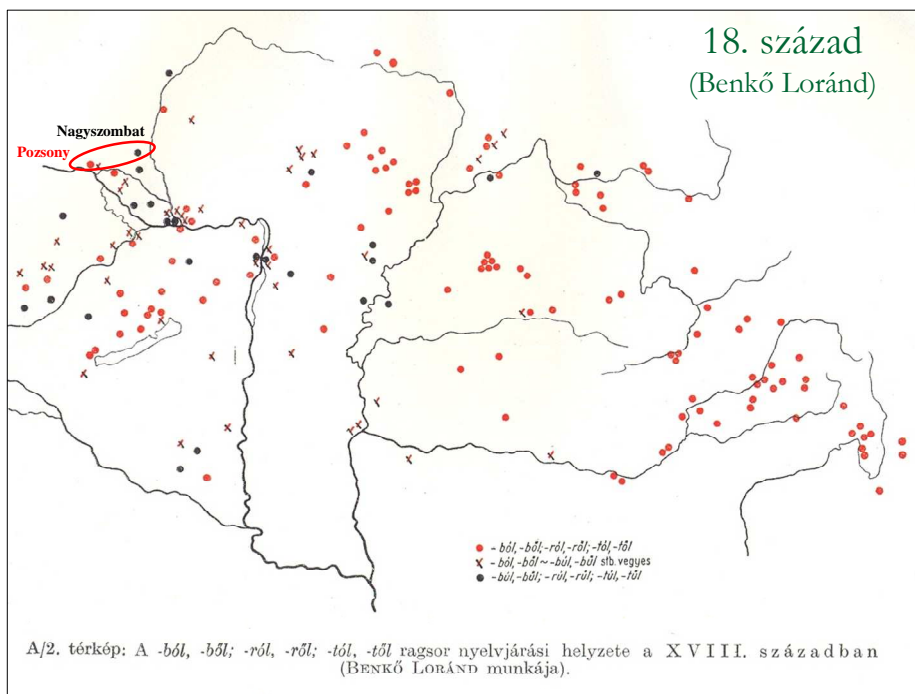 18. század
(Benkő Loránd)
Nagyszombat
Pozsony
-ból, -ből; -ról, -ről; -tól, -től
-ból, -ből ~ -búl, -bűl stb. vegyes
-búl, -bűl; -rúl, -rűl; -túl, -tűl
A/2. térkép: A -ból, -ből; -ról, -ről; -tól, -től ragsor nyelvjárási helyzete a XVIII. században
(BENKŐ LORÁND munkája).